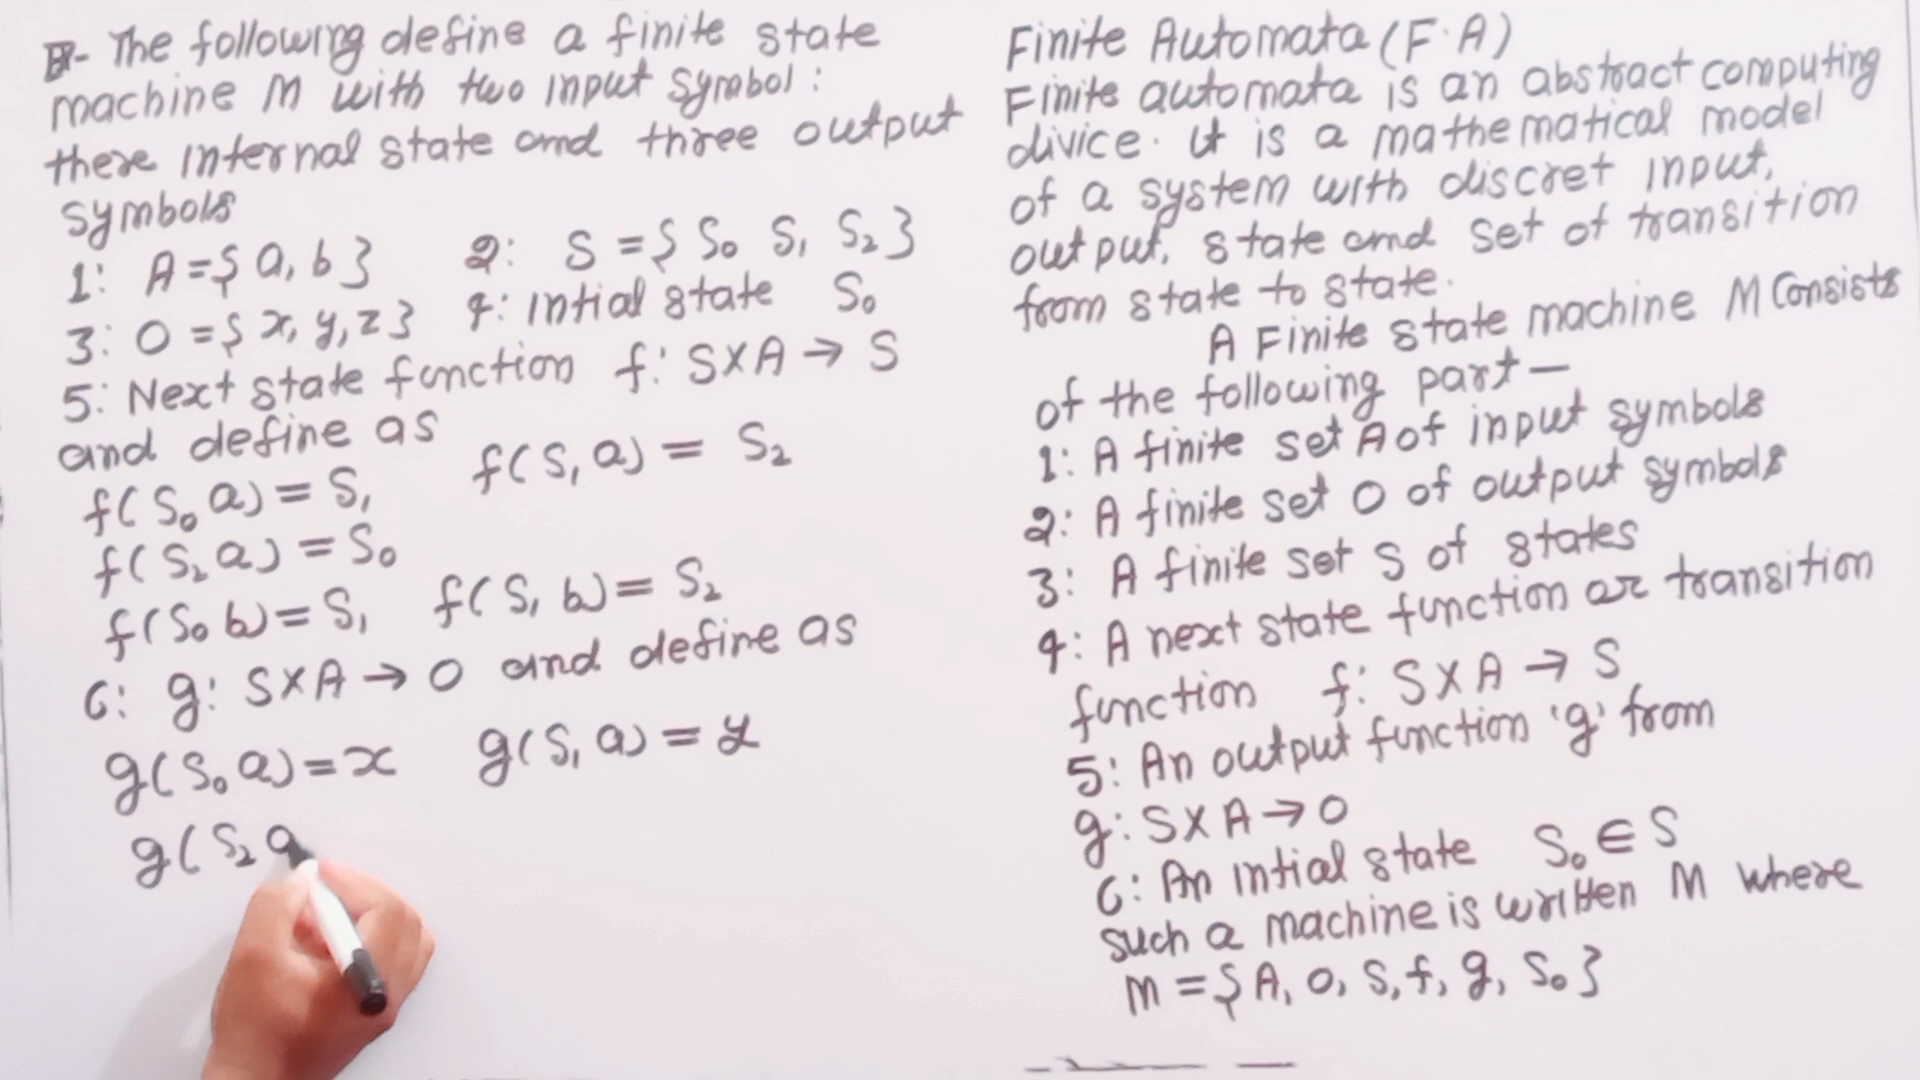 Ex- The following define a finite state
machine M with two input symbol:
there internal state and three output
symbols
1: A = { a, b }   2: S = { S₀ S₁ S₂ }
3: O = { x, y, z }   4: intial state S₀
5: Next state function f: S×A → S
and define as
f(S₀ a) = S₁   f(S₁ a) = S₂
f(S₂ a) = S₀
f(S₀ b) = S₁   f(S₁ b) = S₂
6: g: S×A → O and define as
g(S₀ a) = x   g(S₁ a) = y
g(S₂ a
Finite Automata (F.A)
Finite automata is an abstract computing
divice. It is a mathematical model
of a system with discret input,
output, state and set of transition
from state to state.
A Finite state machine M Consists
of the following part —
1: A finite set A of input symbols
2: A finite set O of output symbols
3: A finite set S of states
4: A next state function or transition
function f: S×A → S
5: An output function 'g' from
g: S×A → O
6: An intial state S₀ ∈ S
such a machine is written M where
M = { A, O, S, f, g, S₀ }